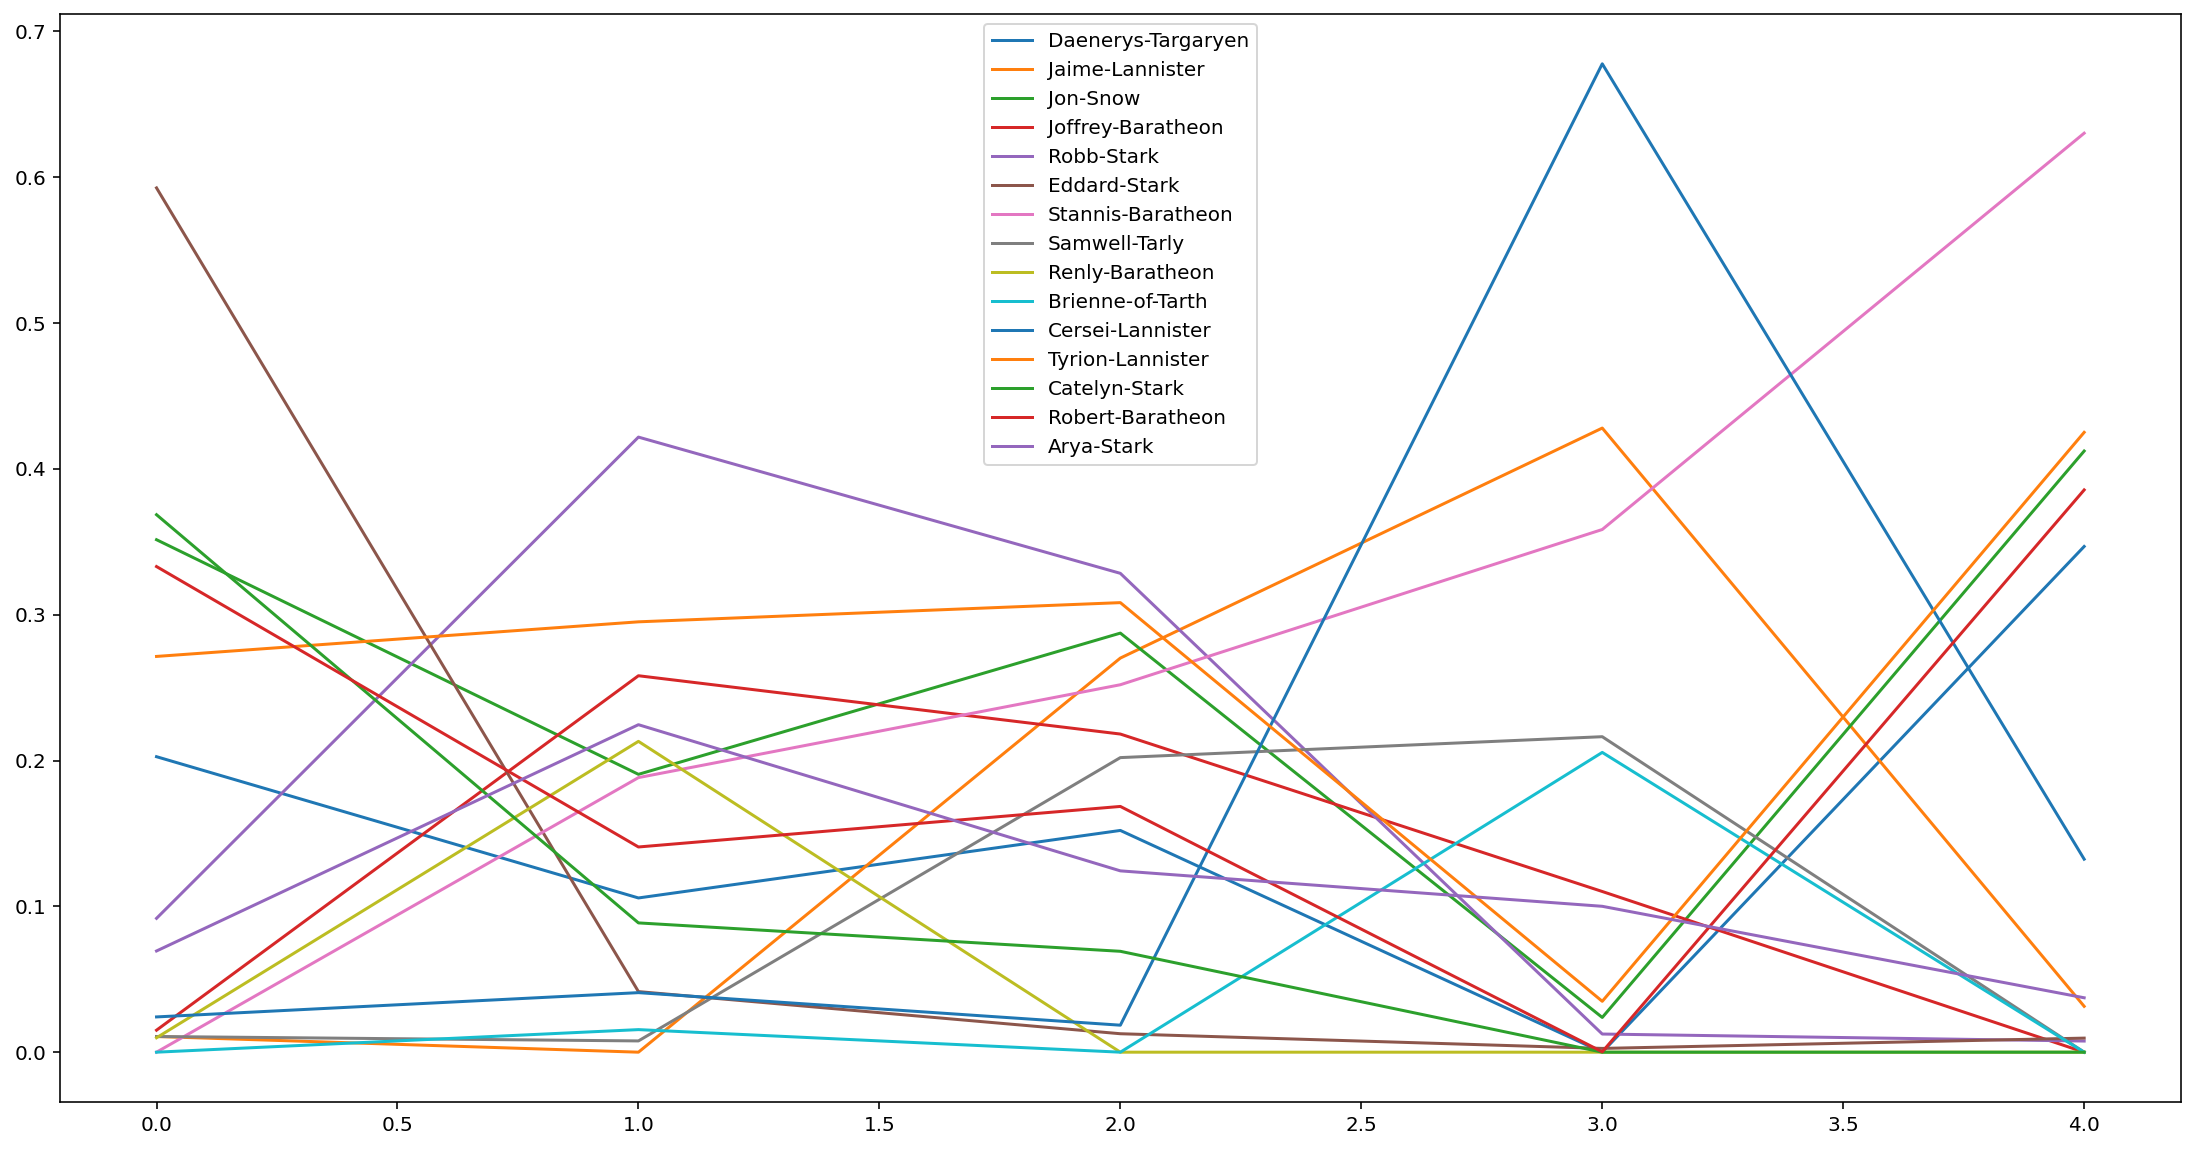 0.7
0.6
0.5
0.4
0.3
0.2
0.1
0.0
Daenerys-Targaryen
Jaime-Lannister
Jon-Snow
Joffrey-Baratheon
Robb-Stark
Eddard-Stark
Stannis-Baratheon
Samwell-Tarly
Renly-Baratheon
Brienne-of-Tarth
Cersei-Lannister
Tyrion-Lannister
Catelyn-Stark
Robert-Baratheon
Arya-Stark
0.0 0.5 1.0 1.5 2.0 2.5 3.0 3.5 4.0